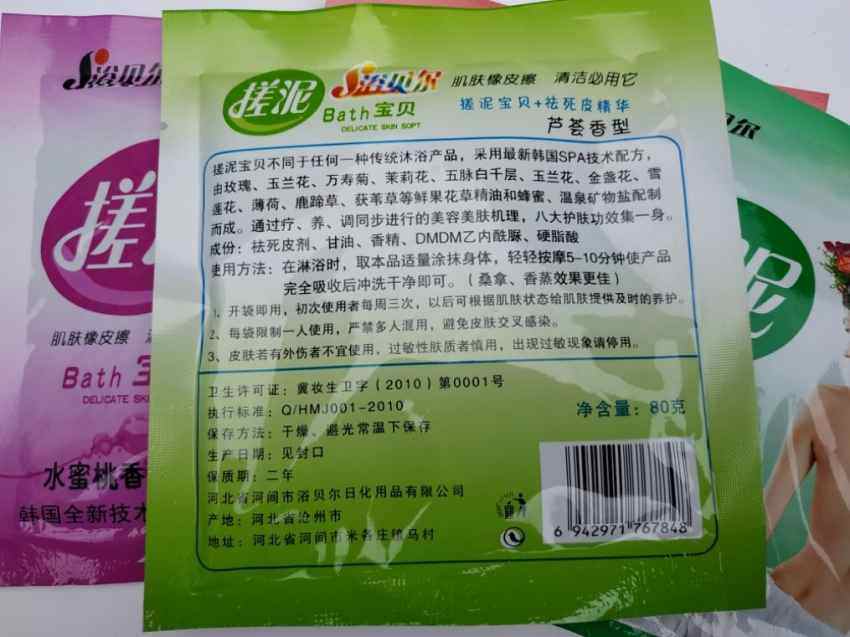 浴贝尔
搓泥
肌肤橡皮擦
Bath
DELICATE SKIN
水蜜桃香
韩国全新技术
搓泥
浴贝尔
肌肤橡皮擦 清洁必用它
Bath宝贝
DELICATE SKIN SOPT
搓泥宝贝+祛死皮精华
芦荟香型
搓泥宝贝不同于任何一种传统沐浴产品，采用最新韩国SPA技术配方，
由玫瑰、玉兰花、万寿菊、茉莉花、五脉白千层、玉兰花、金盏花、雪
莲花、薄荷、鹿蹄草、茯苇草等鲜果花草精油和蜂蜜、温泉矿物盐配制
而成。通过疗、养、调同步进行的美容美肤机理，八大护肤功效集一身。
成份：祛死皮剂、甘油、香精、DMDM乙内酰脲、硬脂酸
使用方法：在淋浴时，取本品适量涂抹身体，轻轻按摩5-10分钟使产品
完全吸收后冲洗干净即可。（桑拿、香蒸效果更佳）
1、开袋即用，初次使用者每周三次，以后可根据肌肤状态给肌肤提供及时的养护。
2、每袋限制一人使用，严禁多人混用，避免皮肤交叉感染。
3、皮肤若有外伤者不宜使用，过敏性肤质者慎用，出现过敏现象请停用。
卫生许可证：冀妆生卫字（2010）第0001号
执行标准：Q/HMJ001-2010
净含量：80克
保存方法：干燥、避光常温下保存
生产日期：见封口
保质期：二年
河北省河间市浴贝尔日化用品有限公司
产地：河北省沧州市
地址：河北省河间市米各庄镇马村
6 942971 767848
贝尔
泥